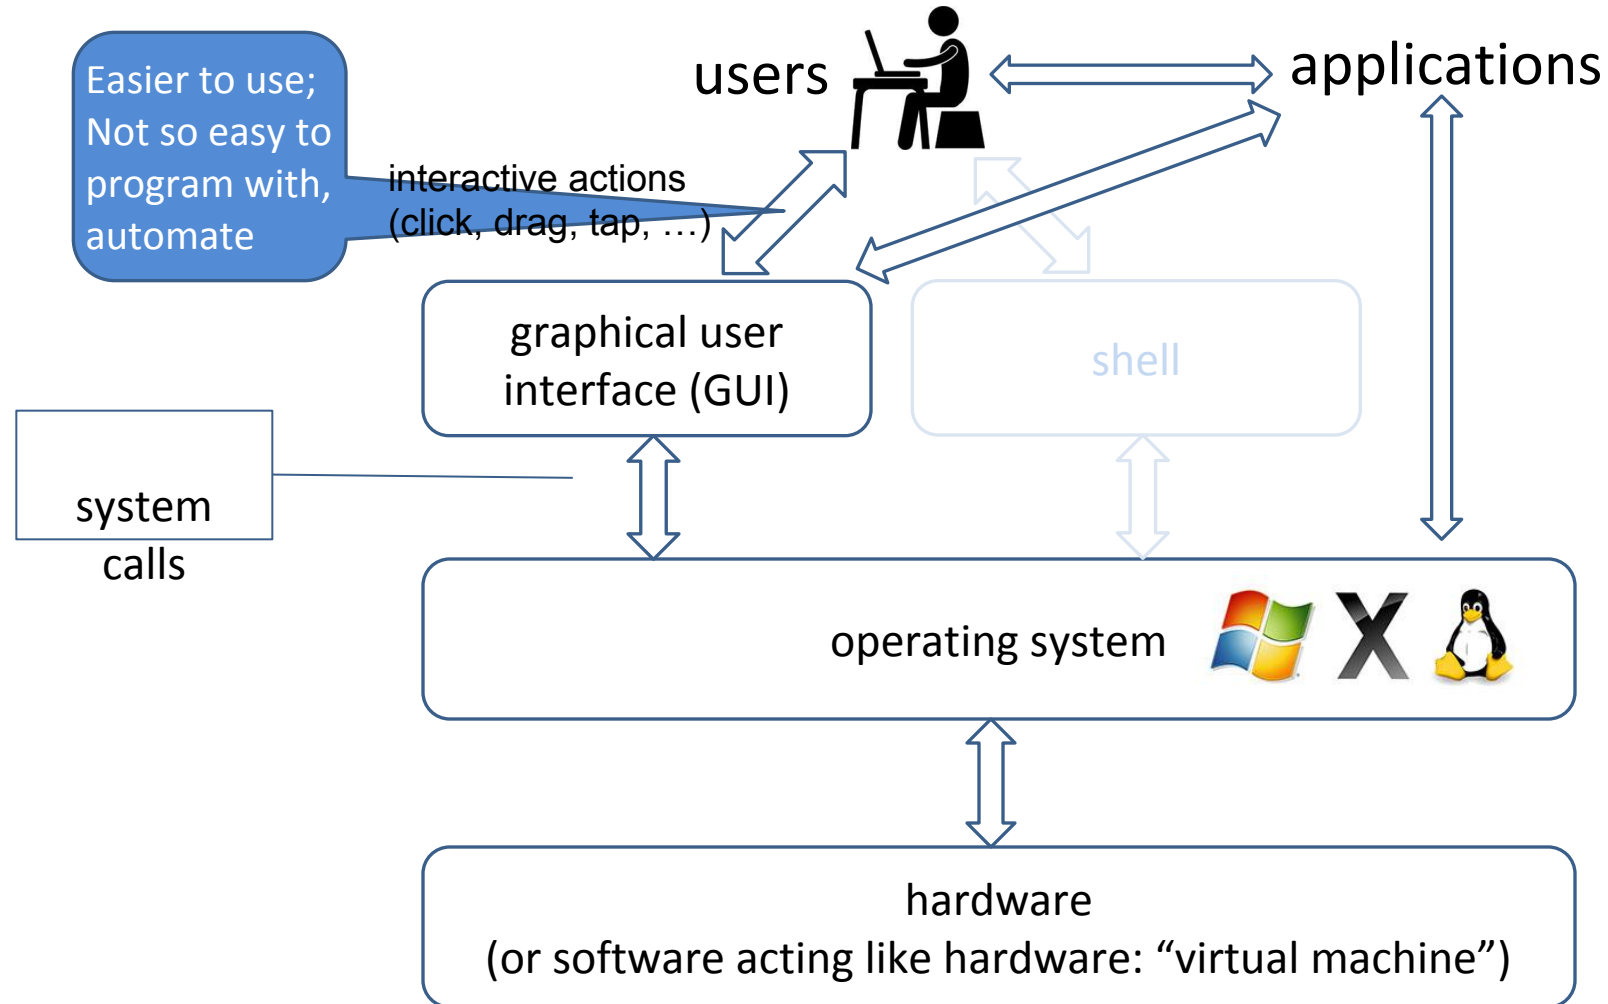 users
applications
Easier to use;
Not so easy to
program with,
automate
interactive actions
(click, drag, tap, …)
graphical user
interface (GUI)
shell
system
calls
operating system
X
hardware
(or software acting like hardware: “virtual machine”)